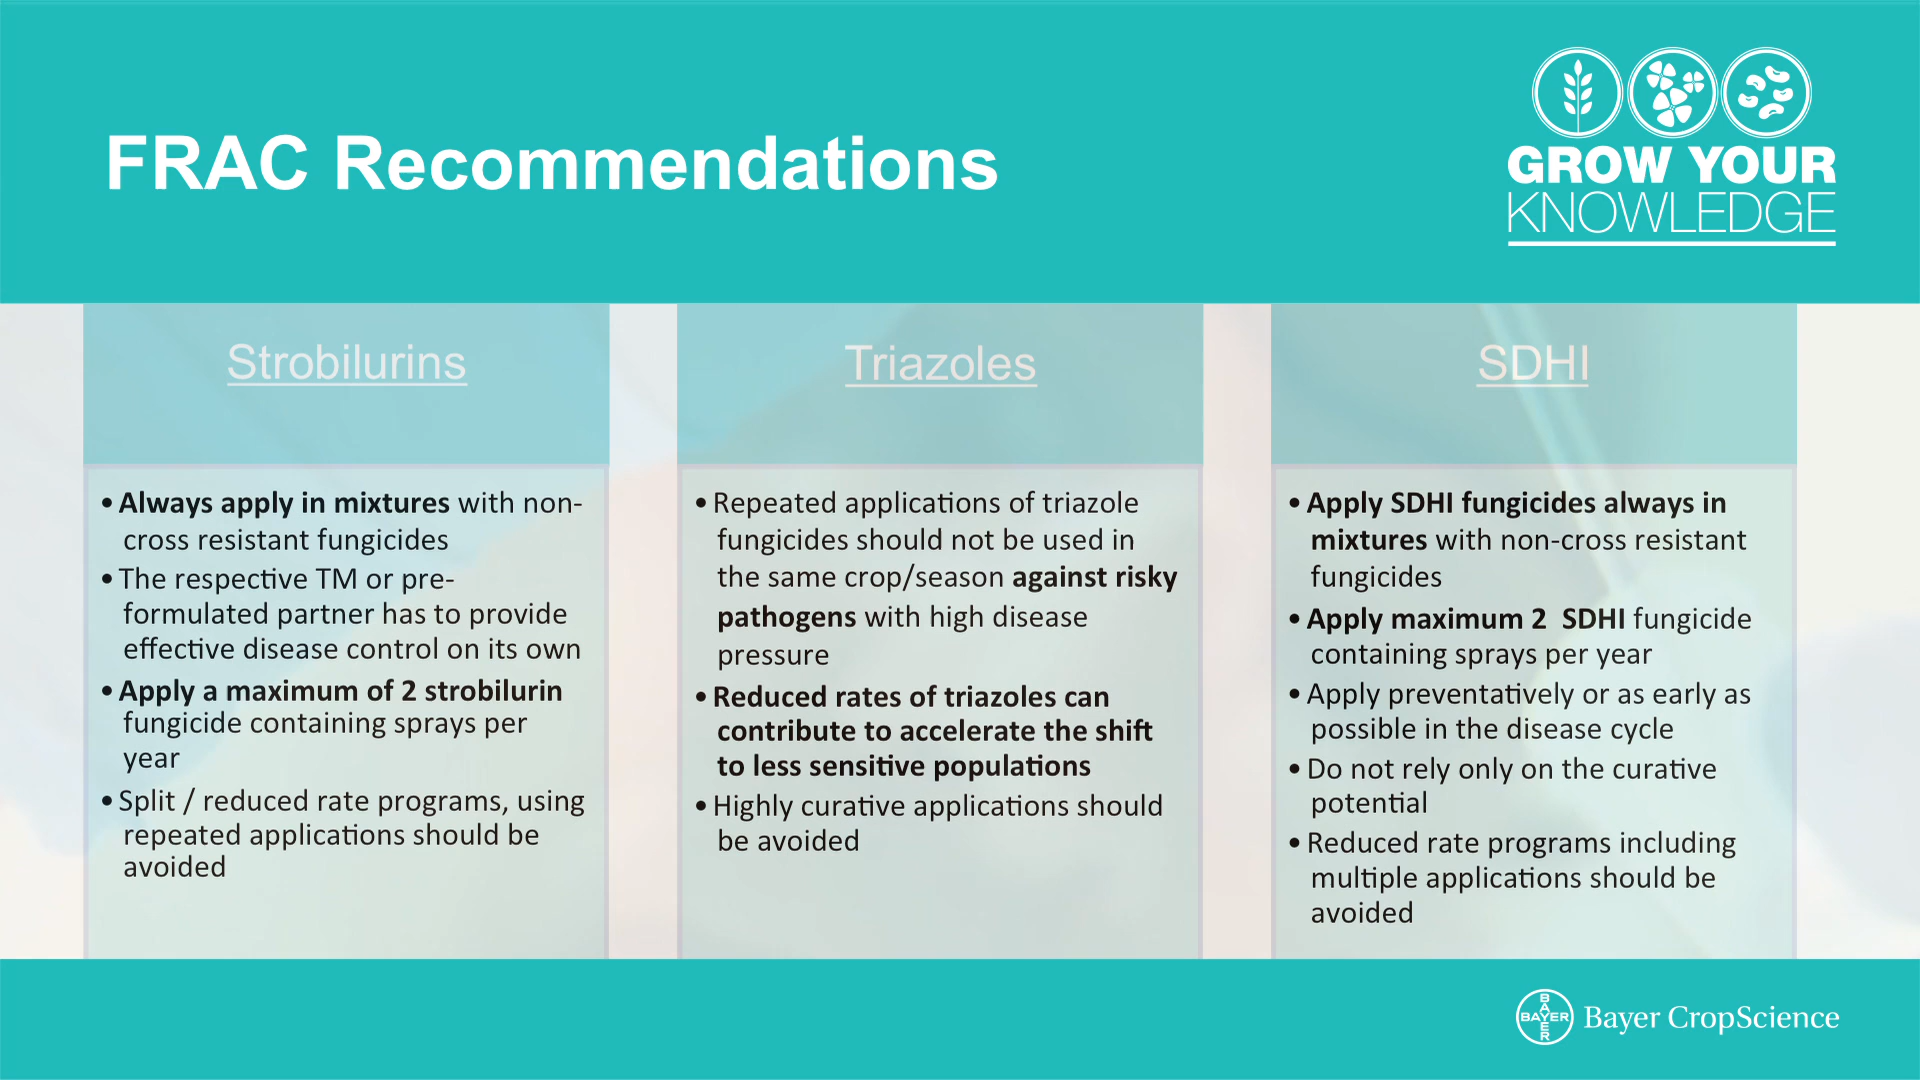 FRAC Recommendations
GROW YOUR
KNOWLEDGE
Strobilurins
•Always apply in mixtures with non-
cross resistant fungicides
•The respective TM or pre-
formulated partner has to provide
effective disease control on its own
•Apply a maximum of 2 strobilurin
fungicide containing sprays per
year
•Split / reduced rate programs, using
repeated applications should be
avoided
Triazoles
•Repeated applications of triazole
fungicides should not be used in
the same crop/season against risky
pathogens with high disease
pressure
•Reduced rates of triazoles can
contribute to accelerate the shift
to less sensitive populations
•Highly curative applications should
be avoided
SDHI
•Apply SDHI fungicides always in
mixtures with non-cross resistant
fungicides
•Apply maximum 2  SDHI fungicide
containing sprays per year
•Apply preventatively or as early as
possible in the disease cycle
•Do not rely only on the curative
potential
•Reduced rate programs including
multiple applications should be
avoided
BAYER
BAYER
Bayer CropScience